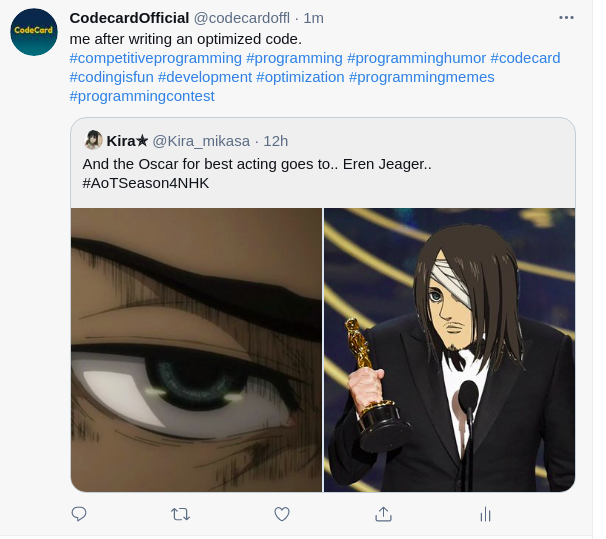 CodeCard
CodecardOfficial @codecardoffl · 1m
me after writing an optimized code.
#competitiveprogramming #programming #programminghumor #codecard
#codingisfun #development #optimization #programmingmemes
#programmingcontest
Kira★ @Kira_mikasa · 12h
And the Oscar for best acting goes to.. Eren Jeager..
#AoTSeason4NHK